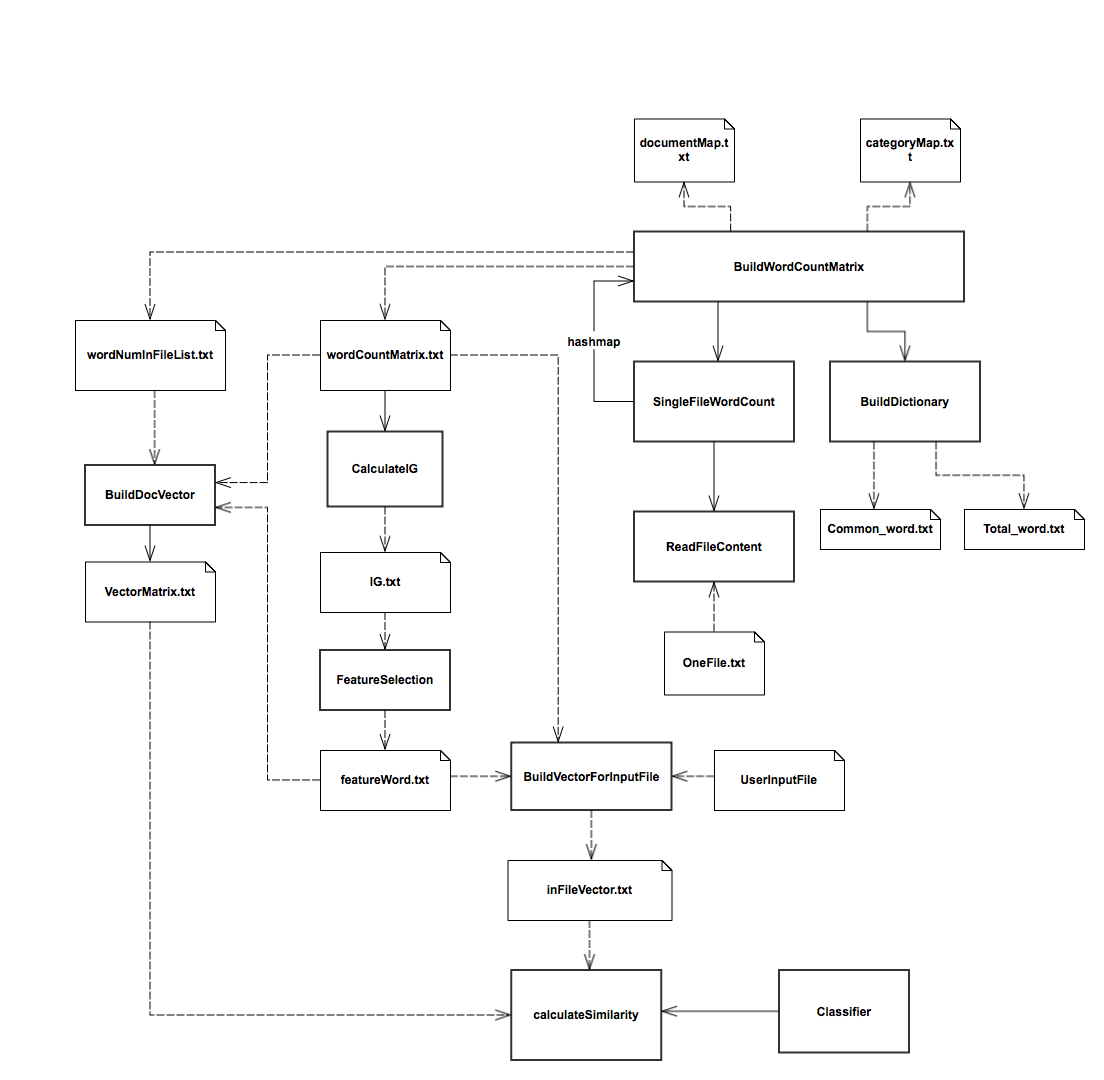 documentMap.t
xt
categoryMap.tx
t
BuildWordCountMatrix
hashmap
wordNumInFileList.txt
wordCountMatrix.txt
SingleFileWordCount
BuildDictionary
CalculateIG
BuildDocVector
Common_word.txt
Total_word.txt
ReadFileContent
IG.txt
VectorMatrix.txt
OneFile.txt
FeatureSelection
featureWord.txt
BuildVectorForInputFile
UserInputFile
inFileVector.txt
calculateSimilarity
Classifier